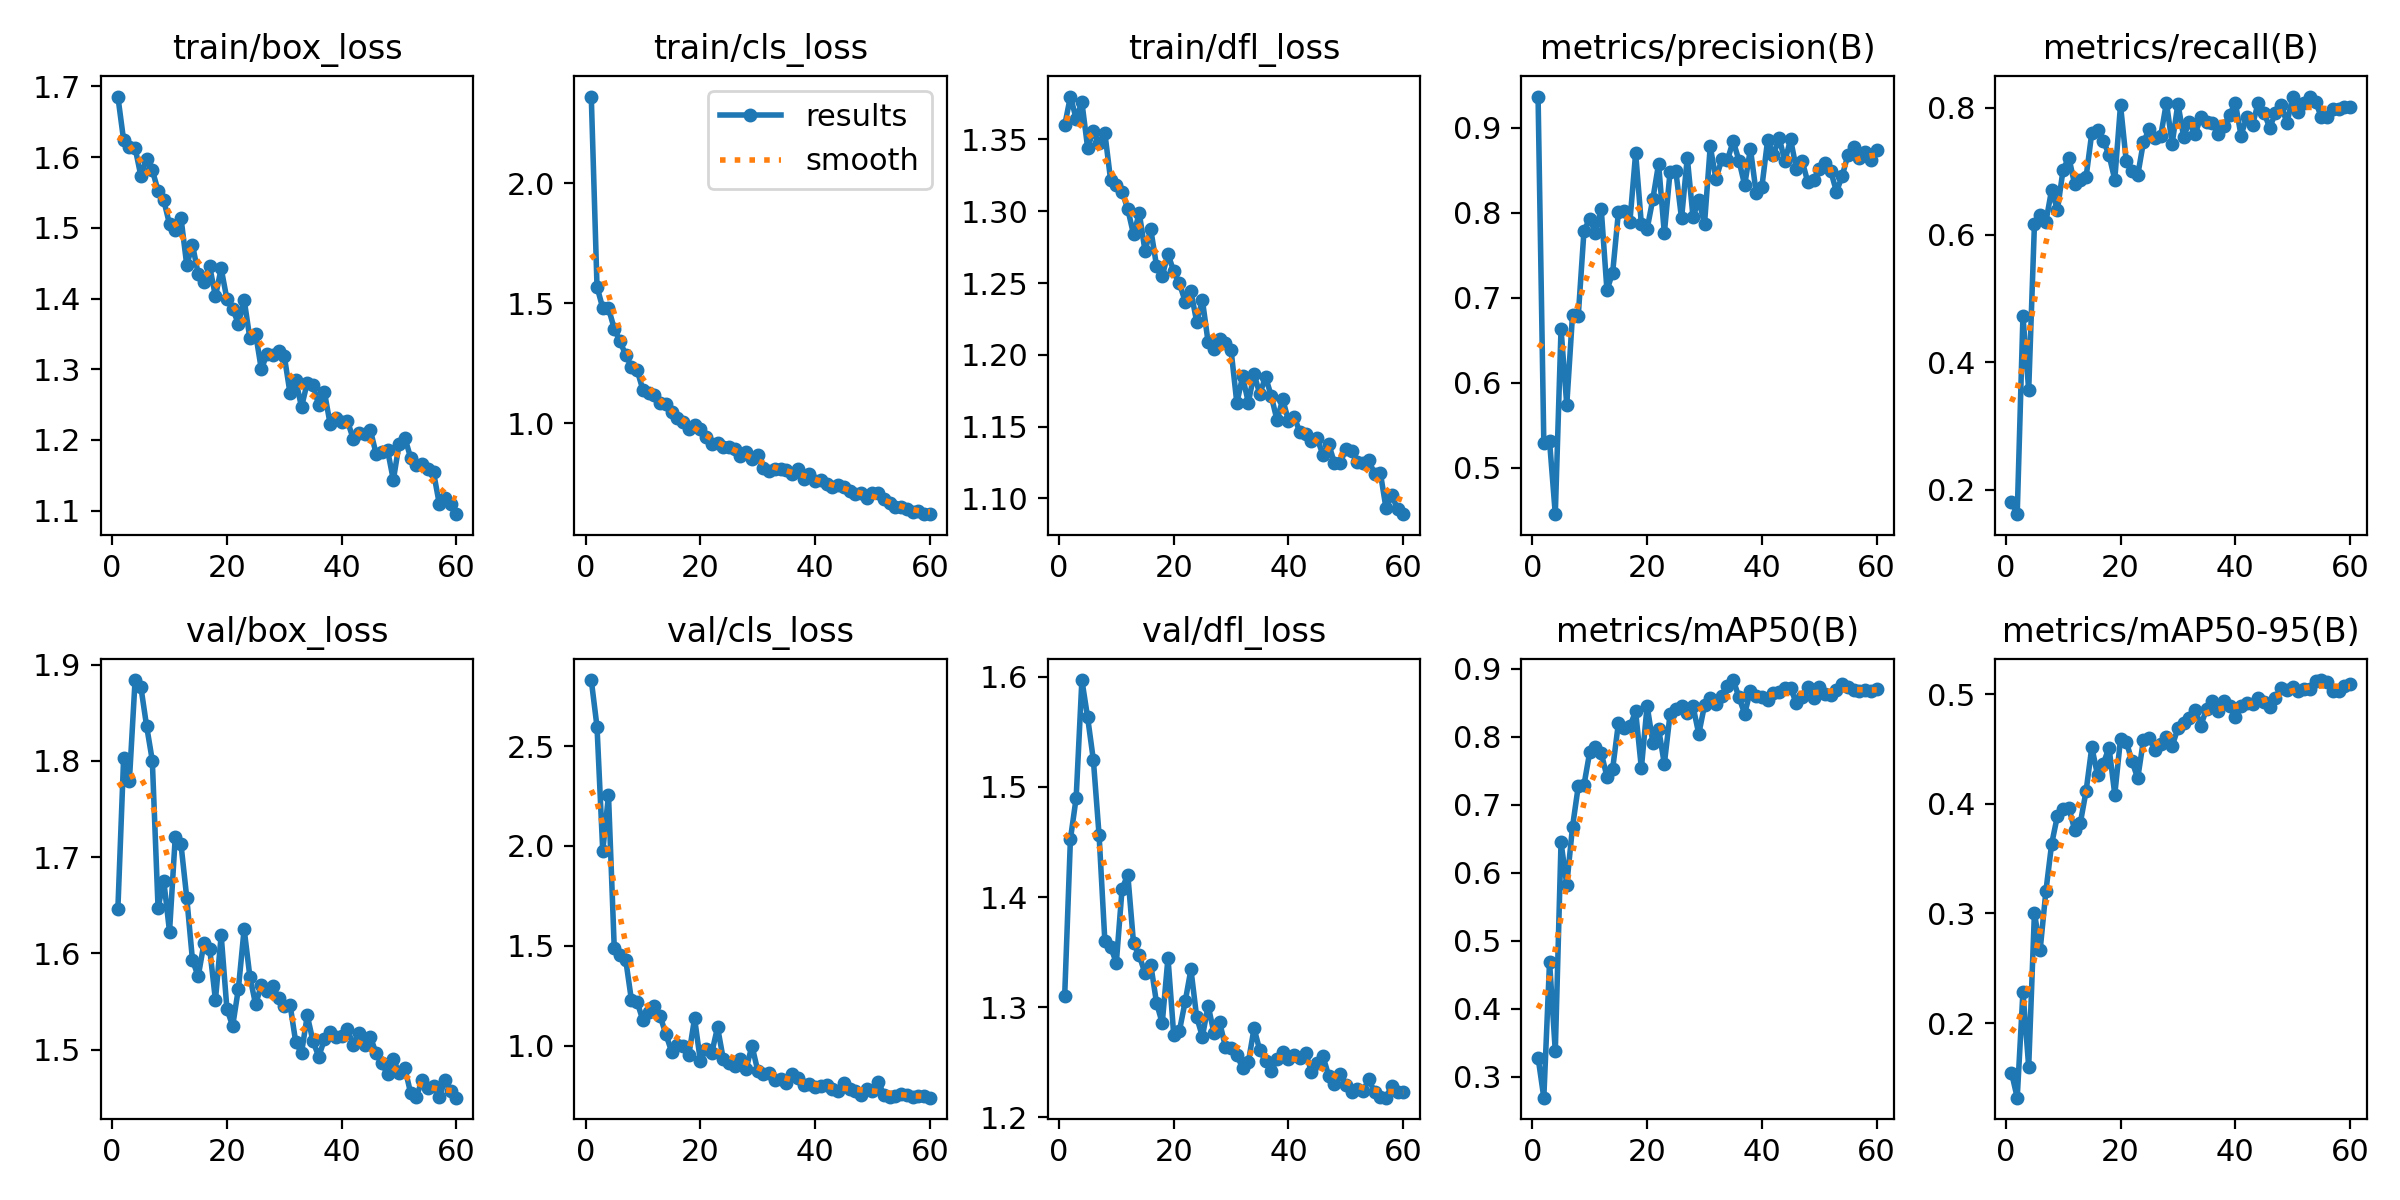 train/box_loss
1.7
1.6
1.5
1.4
1.3
1.2
1.1
0 20 40 60
train/cls_loss
results
smooth
2.0
1.5
1.0
0 20 40 60
train/dfl_loss
1.35
1.30
1.25
1.20
1.15
1.10
0 20 40 60
metrics/precision(B)
0.9
0.8
0.7
0.6
0.5
0 20 40 60
metrics/recall(B)
0.8
0.6
0.4
0.2
0 20 40 60
val/box_loss
1.9
1.8
1.7
1.6
1.5
0 20 40 60
val/cls_loss
2.5
2.0
1.5
1.0
0 20 40 60
val/dfl_loss
1.6
1.5
1.4
1.3
1.2
0 20 40 60
metrics/mAP50(B)
0.9
0.8
0.7
0.6
0.5
0.4
0.3
0 20 40 60
metrics/mAP50-95(B)
0.5
0.4
0.3
0.2
0 20 40 60